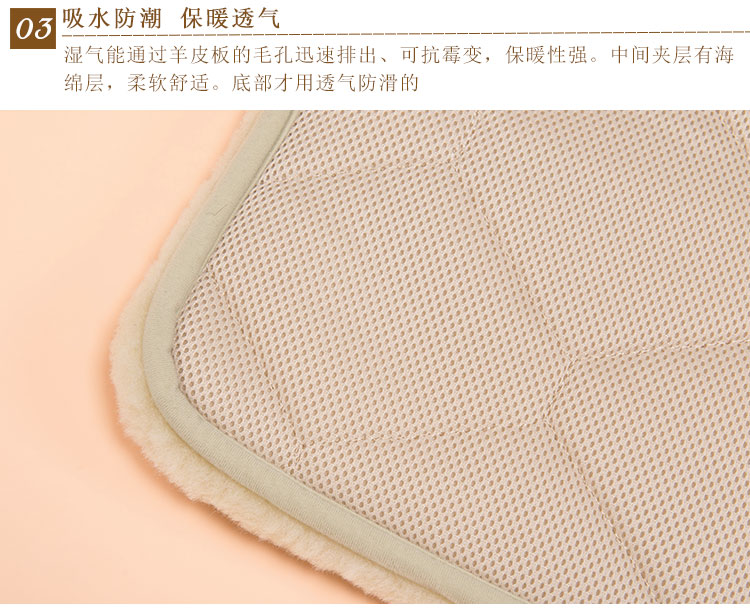 03 吸水防潮 保暖透气
湿气能通过羊皮板的毛孔迅速排出、可抗霉变，保暖性强。中间夹层有海
绵层，柔软舒适。底部才用透气防滑的